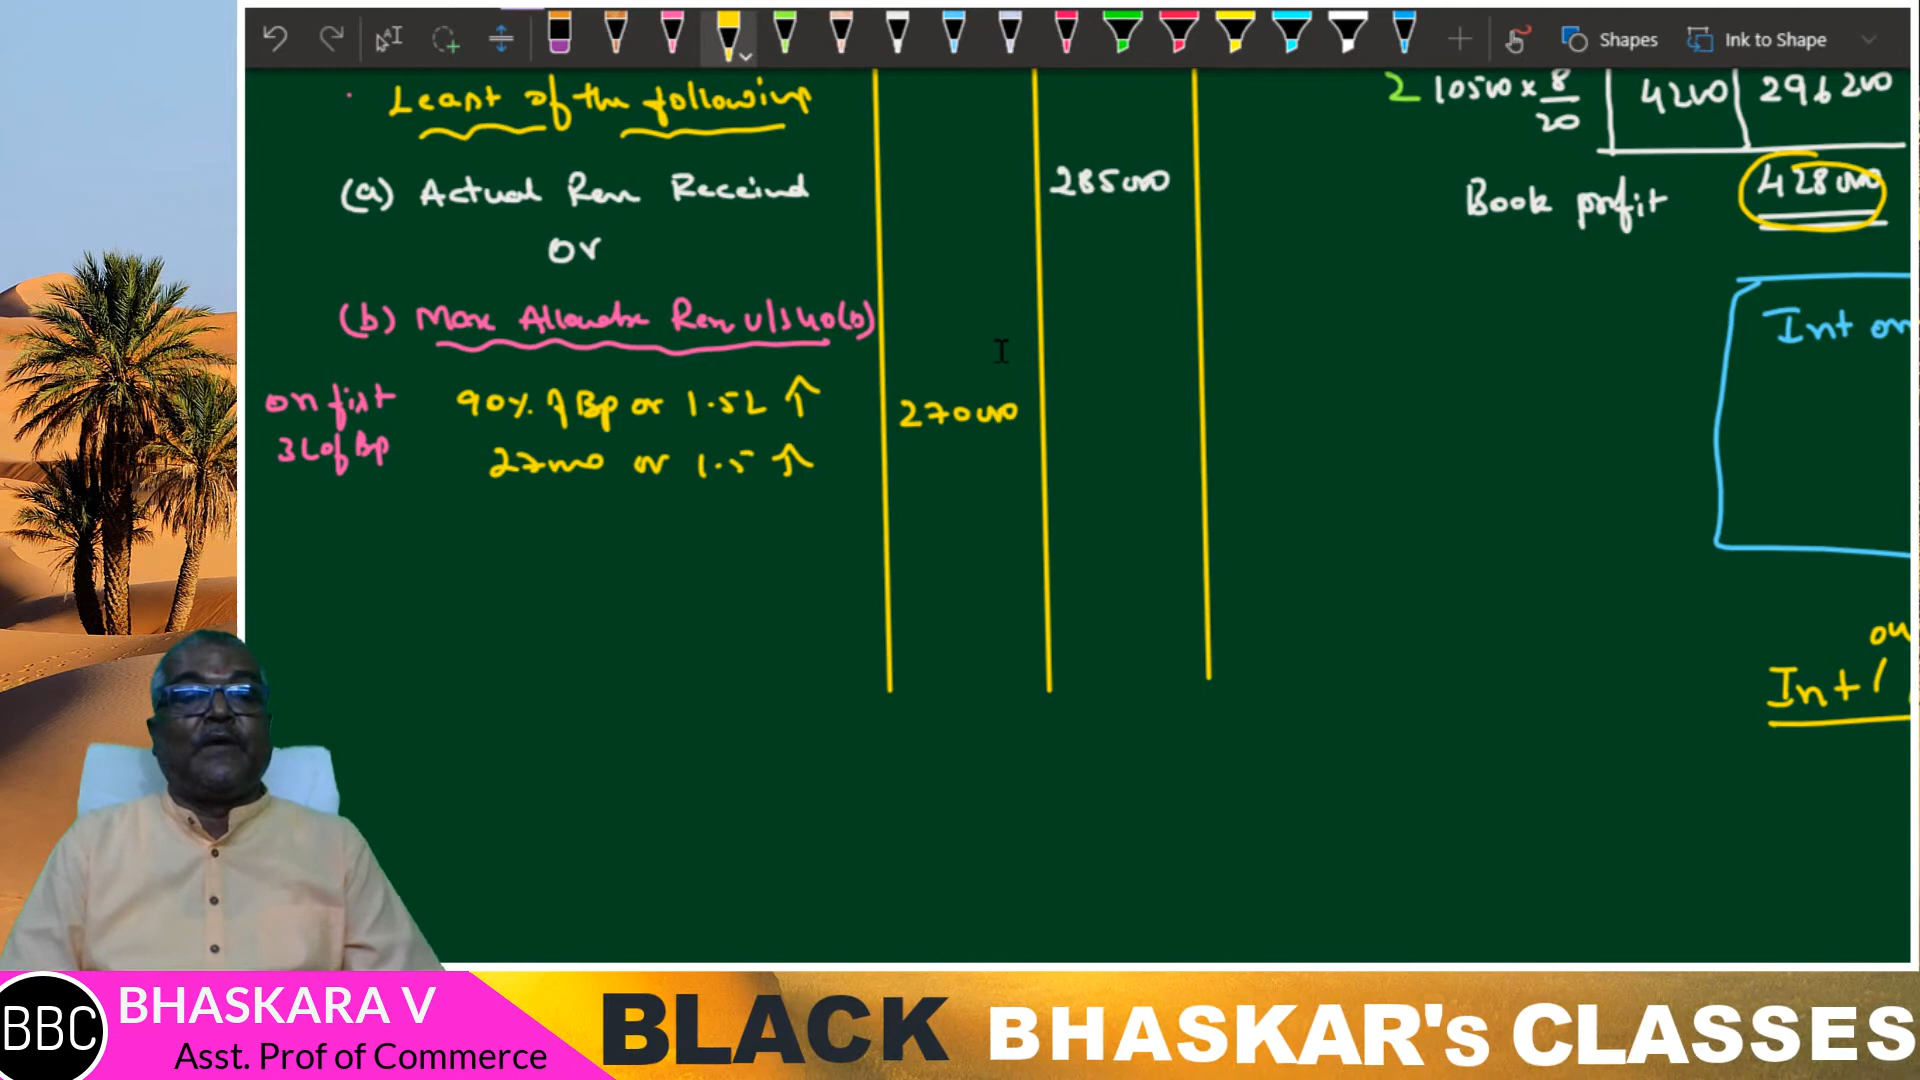 Shapes
Ink to Shape
Least of the following
(a) Actual Rem Received 285000
or
(b) Max Allowable Rem u/s 40(b)
on first 90% of Bp or 1.5L ↑ 270000
3L of Bp
270000 or 1.5 ↑
2 10500 × 8/20 4200 296200
Book profit 428000
Int on
Int /
BBC
BHASKARA V
Asst. Prof of Commerce
BLACK BHASKAR's CLASSES